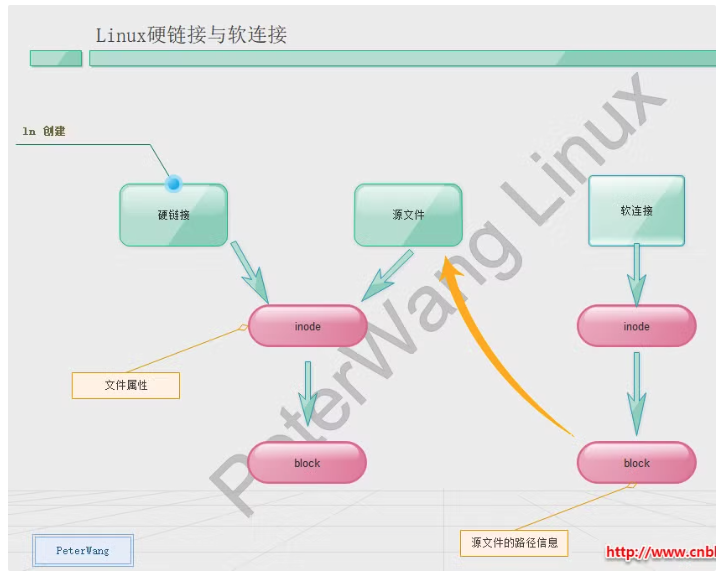 Linux硬链接与软连接
ln 创建
硬链接
源文件
软连接
inode
inode
文件属性
block
block
源文件的路径信息
PeterWang
PeterWang Linux
http://www.cnbl